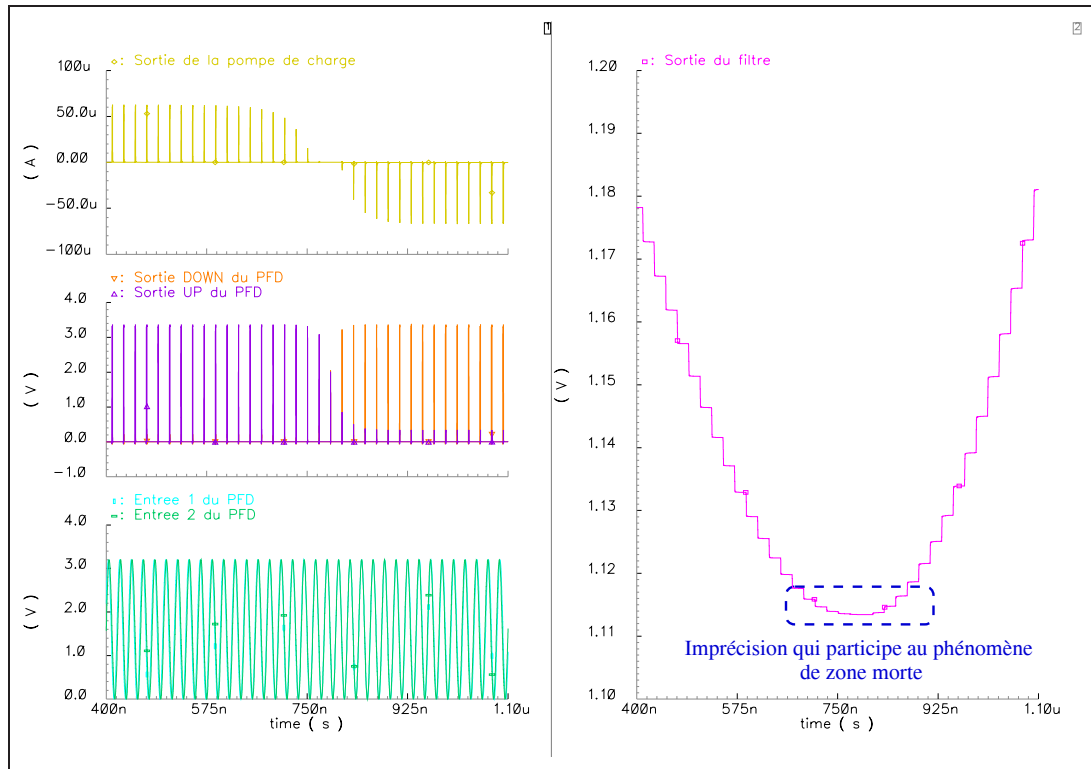 1
◇: Sortie de la pompe de charge
100u
50.0u
0.00
-50.0u
-100u
( A )
▽: Sortie DOWN du PFD
△: Sortie UP du PFD
4.0
3.0
2.0
1.0
0.0
-1.0
( V )
▯: Entree 1 du PFD
▭: Entree 2 du PFD
4.0
3.0
2.0
1.0
0.0
( V )
400n 575n 750n 925n 1.10u
time ( s )
2
□: Sortie du filtre
1.20
1.19
1.18
1.17
1.16
1.15
1.14
1.13
1.12
1.11
1.10
( V )
Imprécision qui participe au phénomène
de zone morte
400n 575n 750n 925n 1.10u
time ( s )